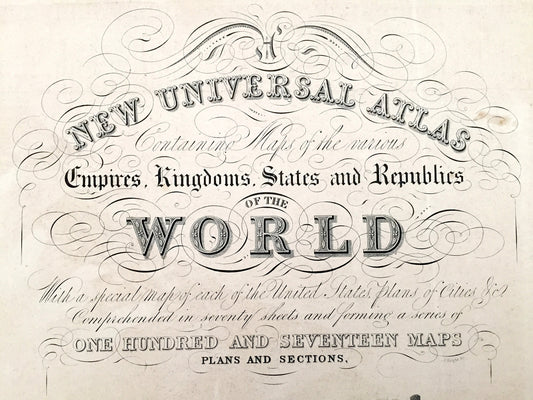 A
NEW UNIVERSAL ATLAS
Containing Maps of the various
Empires, Kingdoms, States and Republics
OF THE
WORLD
With a special map of each of the United States, Plans of Cities &c.
Comprehended in seventy sheets and forming a series of
ONE HUNDRED AND SEVENTEEN MAPS
PLANS AND SECTIONS,